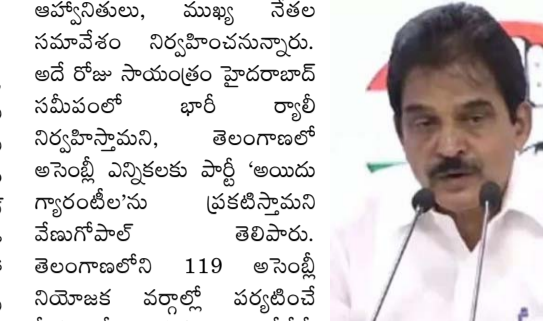 ఆహ్వానితులు, ముఖ్య నేతల
సమావేశం నిర్వహించనున్నారు.
అదే రోజు సాయంత్రం హైదరాబాద్
సమీపంలో భారీ ర్యాలీ
నిర్వహిస్తామని, తెలంగాణలో
అసెంబ్లీ ఎన్నికలకు పార్టీ ‘అయిదు
గ్యారంటీల’ను ప్రకటిస్తామని
వేణుగోపాల్ తెలిపారు.
తెలంగాణలోని 119 అసెంబ్లీ
నియోజక వర్గాల్లో పర్యటించే